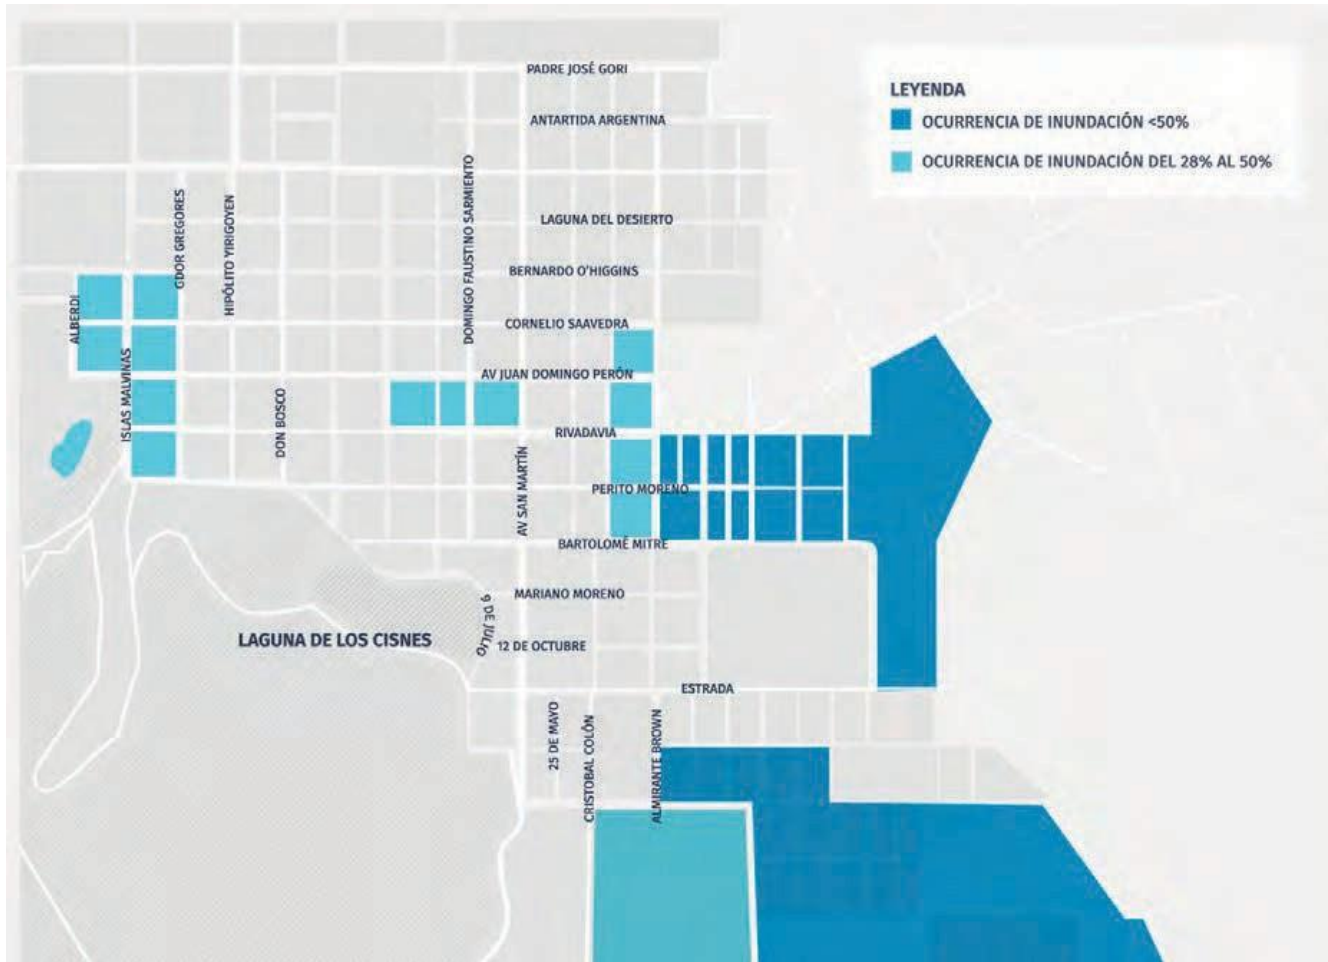 PADRE JOSÉ GORI
LEYENDA
OCURRENCIA DE INUNDACIÓN <50%
ANTARTIDA ARGENTINA
OCURRENCIA DE INUNDACIÓN DEL 28% AL 50%
GDOR GREGORES
HIPÓLITO YIRIGOYEN
DOMINGO FAUSTINO SARMIENTO
LAGUNA DEL DESIERTO
BERNARDO O'HIGGINS
ALBERDI
CORNELIO SAAVEDRA
ISLAS MALVINAS
AV JUAN DOMINGO PERÓN
DON BOSCO
RIVADAVIA
AV SAN MARTÍN
PERITO MORENO
BARTOLOMÉ MITRE
MARIANO MORENO
9 DE JULIO
LAGUNA DE LOS CISNES
12 DE OCTUBRE
ESTRADA
25 DE MAYO
CRISTOBAL COLÓN
ALMIRANTE BROWN